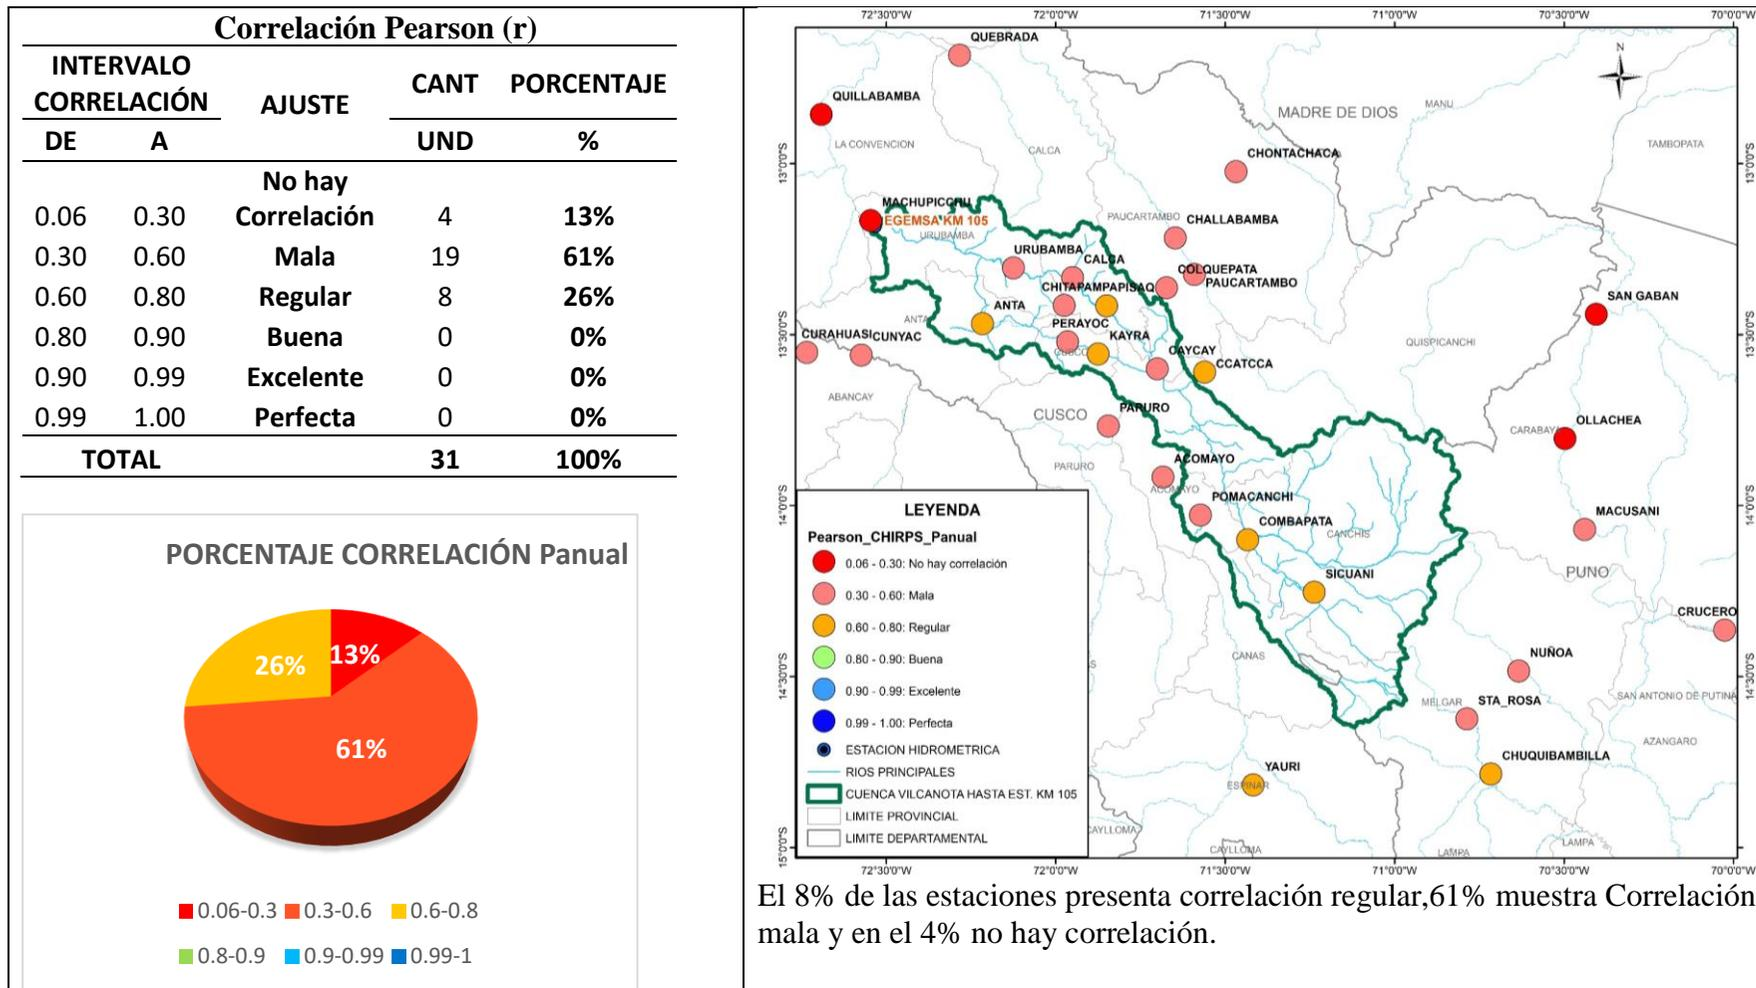 Correlación Pearson (r)
INTERVALO CORRELACIÓN AJUSTE CANT PORCENTAJE
DE A UND %
0.06 0.30 No hay Correlación 4 13%
0.30 0.60 Mala 19 61%
0.60 0.80 Regular 8 26%
0.80 0.90 Buena 0 0%
0.90 0.99 Excelente 0 0%
0.99 1.00 Perfecta 0 0%
TOTAL 31 100%
PORCENTAJE CORRELACIÓN Panual
13%
26%
61%
0.06-0.3 0.3-0.6 0.6-0.8
0.8-0.9 0.9-0.99 0.99-1
72°30'0"W 72°0'0"W 71°30'0"W 71°0'0"W 70°30'0"W 70°0'0"W
N
QUEBRADA
QUILLABAMBA
MADRE DE DIOS
MANU
LA CONVENCION
CALCA
TAMBOPATA
CHONTACHACA
13°0'0"S
13°0'0"S
MACHUPICCHU
EGEMSA KM 105
URUBAMBA
PAUCARTAMBO
CHALLABAMBA
URUBAMBA
CALCA
COLQUEPATA
PAUCARTAMBO
CHITAPAMPA
PISAQ
SAN GABAN
ANTA
ANTA
PERAYOC
KAYRA
CUSCO
13°30'0"S
13°30'0"S
CURAHUASI
CUNYAC
CAYCAY
CCATCCA
QUISPICANCHI
ABANCAY
CUSCO
PARURO
OLLACHEA
CARABAYA
PARURO
ACOMAYO
ACOMAYO
POMACANCHI
14°0'0"S
14°0'0"S
COMBAPATA
CANCHIS
MACUSANI
SICUANI
PUNO
CRUCERO
NUÑOA
CANAS
14°30'0"S
14°30'0"S
MELGAR
STA_ROSA
SAN ANTONIO DE PUTINA
AZANGARO
CHUQUIBAMBILLA
YAURI
ESPINAR
CAYLLOMA
CAYLLOMA
LAMPA
LAMPA
15°0'0"S
LEYENDA
Pearson_CHIRPS_Panual
0.06 - 0.30: No hay correlación
0.30 - 0.60: Mala
0.60 - 0.80: Regular
0.80 - 0.90: Buena
0.90 - 0.99: Excelente
0.99 - 1.00: Perfecta
ESTACION HIDROMETRICA
RIOS PRINCIPALES
CUENCA VILCANOTA HASTA EST. KM 105
LIMITE PROVINCIAL
LIMITE DEPARTAMENTAL
72°30'0"W 72°0'0"W 71°30'0"W 71°0'0"W 70°30'0"W 70°0'0"W
El 8% de las estaciones presenta correlación regular,61% muestra Correlación
mala y en el 4% no hay correlación.